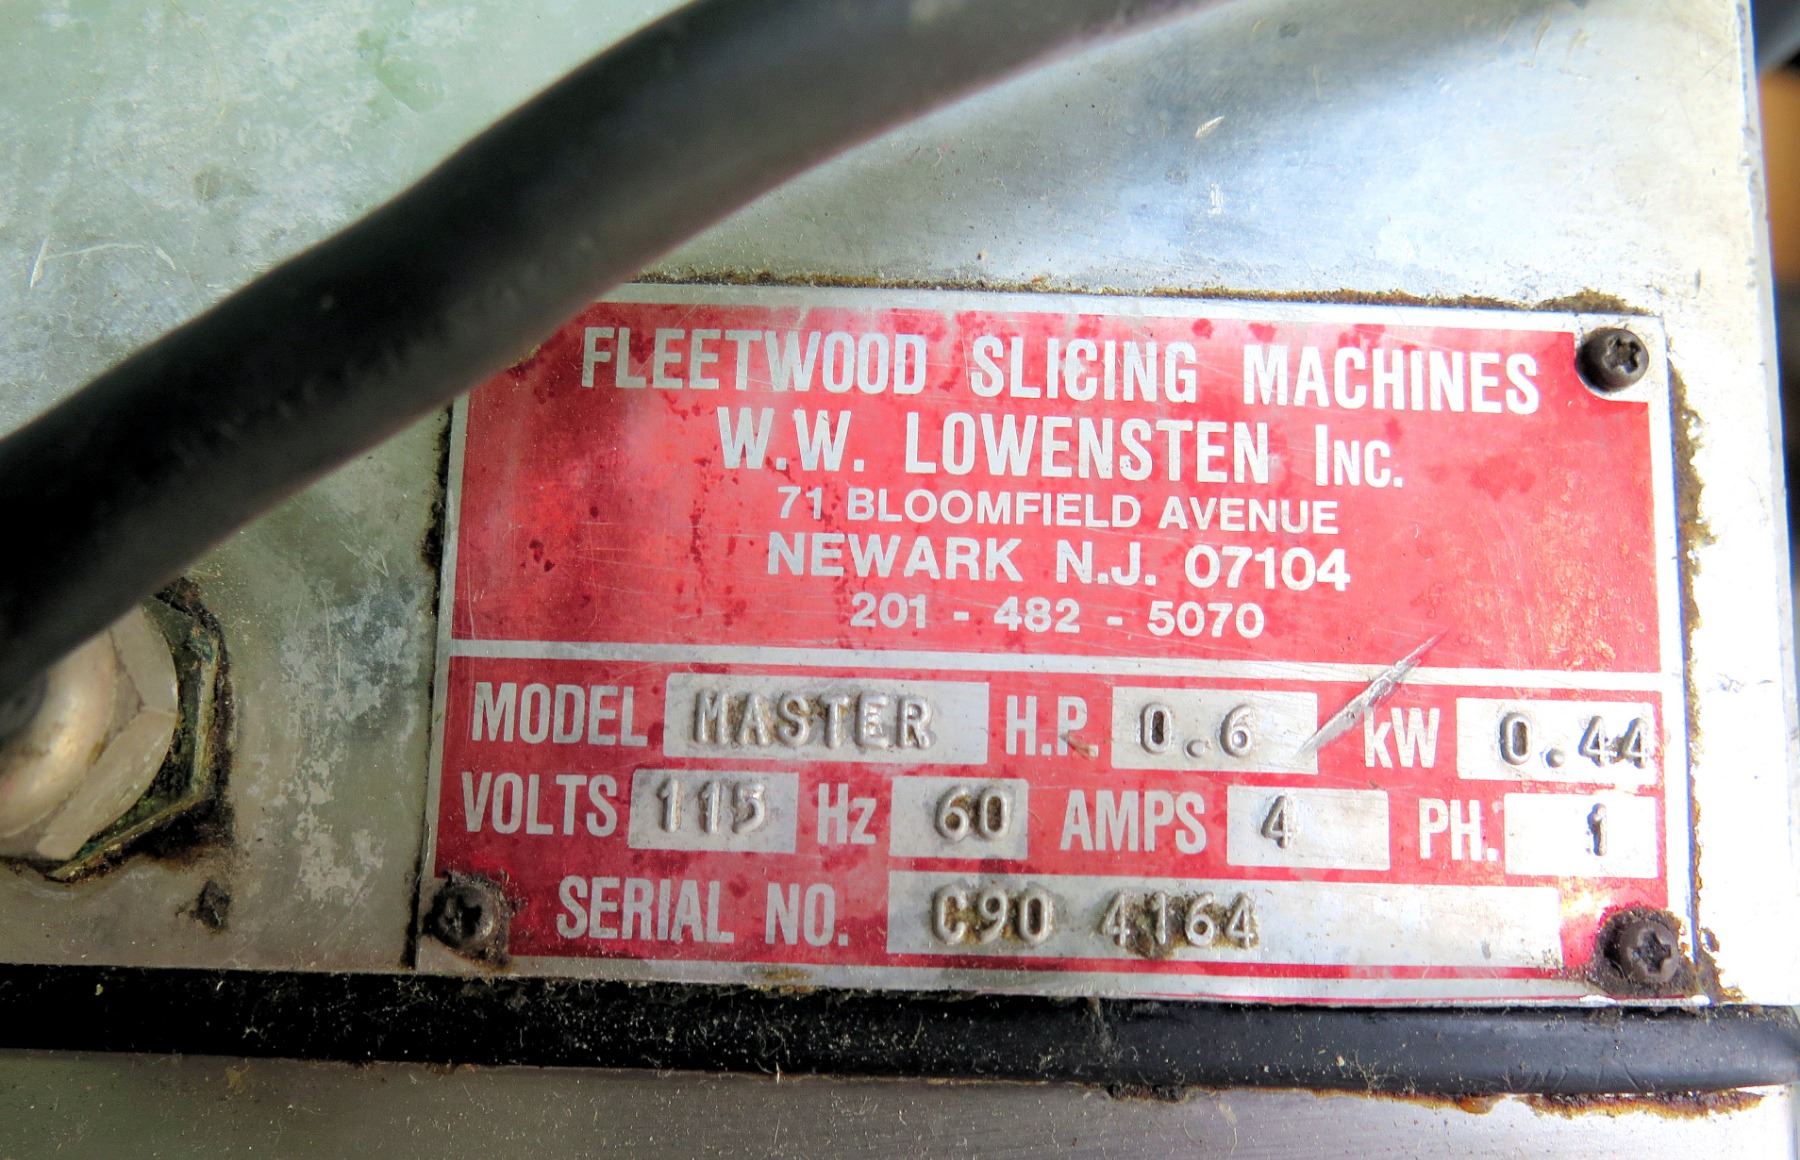 FLEETWOOD SLICING MACHINES
W.W. LOWENSTEN INC.
71 BLOOMFIELD AVENUE
NEWARK N.J. 07104
201 - 482 - 5070
MODEL MASTER H.P. 0.6 kW 0.44
VOLTS 115 Hz 60 AMPS 4 PH. 1
SERIAL NO. C90 4164